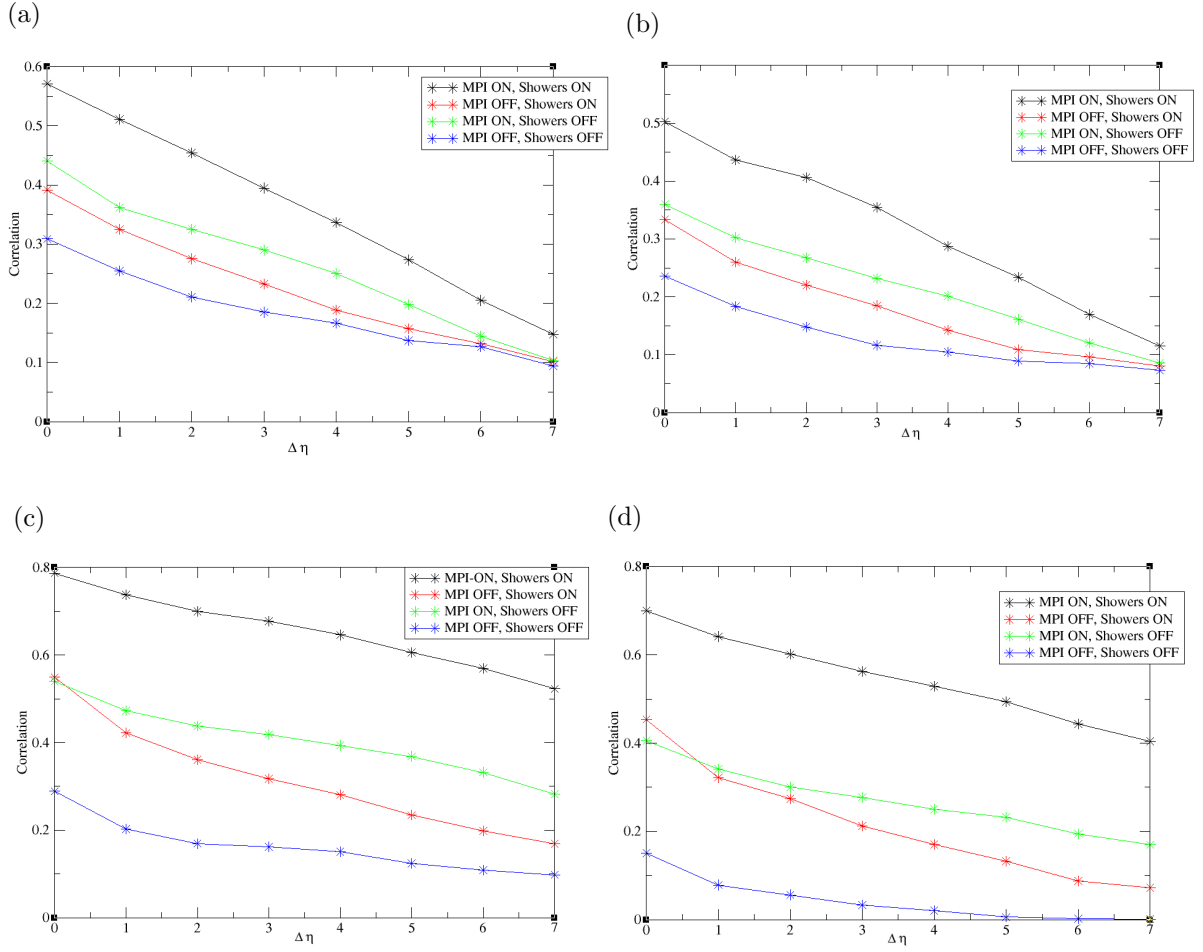 (a)
0.6
0.5
0.4
0.3
0.2
0.1
0
Correlation
MPI ON, Showers ON
MPI OFF, Showers ON
MPI ON, Showers OFF
MPI OFF, Showers OFF
0 1 2 3 4 5 6 7
Δ η
(b)
0.5
0.4
0.3
0.2
0.1
0
Correlation
MPI ON, Showers ON
MPI OFF, Showers ON
MPI ON, Showers OFF
MPI OFF, Showers OFF
0 1 2 3 4 5 6 7
Δ η
(c)
0.8
0.6
0.4
0.2
0
Correlation
MPI-ON, Showers ON
MPI OFF, Showers ON
MPI ON, Showers OFF
MPI OFF, Showers OFF
0 1 2 3 4 5 6 7
Δ η
(d)
0.8
0.6
0.4
0.2
0
Correlation
MPI ON, Showers ON
MPI OFF, Showers ON
MPI ON, Showers OFF
MPI OFF, Showers OFF
0 1 2 3 4 5 6 7
Δ η